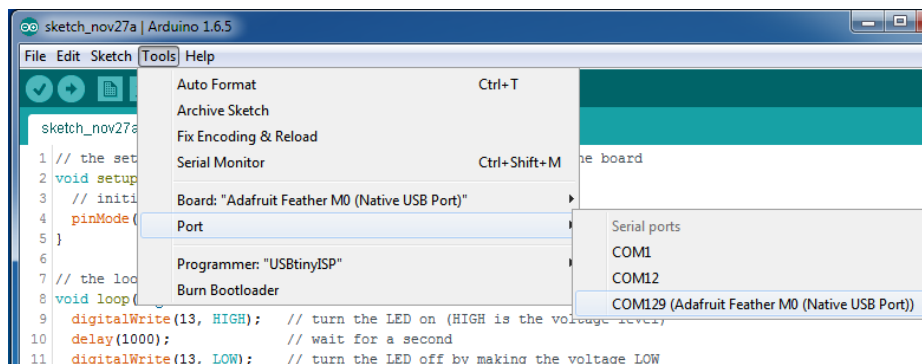 sketch_nov27a | Arduino 1.6.5
File Edit Sketch Tools Help
Auto Format Ctrl+T
Archive Sketch
sketch_nov27a
Fix Encoding & Reload
1 // the set
Serial Monitor Ctrl+Shift+M
he board
2 void setup
3 // initi
Board: "Adafruit Feather M0 (Native USB Port)"
4 pinMode(
Port
Serial ports
5 }
COM1
6
Programmer: "USBtinyISP"
7 // the loo
COM12
Burn Bootloader
8 void loop(
COM129 (Adafruit Feather M0 (Native USB Port))
9 digitalWrite(13, HIGH); // turn the LED on (HIGH is the voltage level)
10 delay(1000); // wait for a second
11 digitalWrite(13, LOW); // turn the LED off by making the voltage LOW